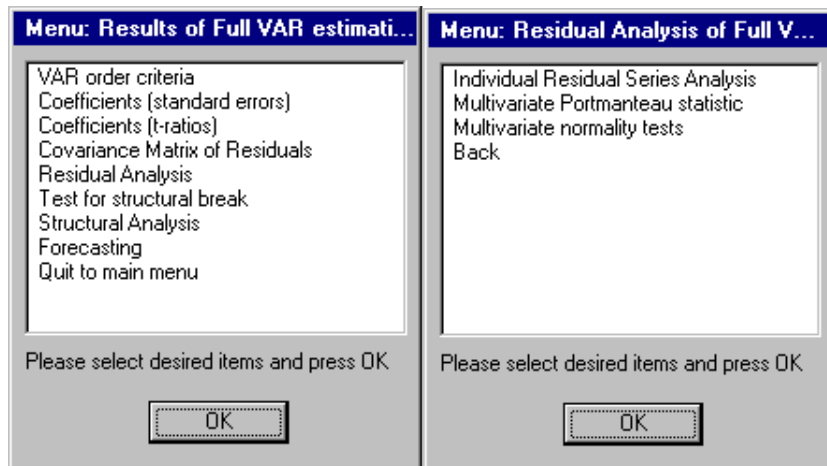 Menu: Results of Full VAR estimati...
VAR order criteria
Coefficients (standard errors)
Coefficients (t-ratios)
Covariance Matrix of Residuals
Residual Analysis
Test for structural break
Structural Analysis
Forecasting
Quit to main menu
Please select desired items and press OK
OK
Menu: Residual Analysis of Full V...
Individual Residual Series Analysis
Multivariate Portmanteau statistic
Multivariate normality tests
Back
Please select desired items and press OK
OK